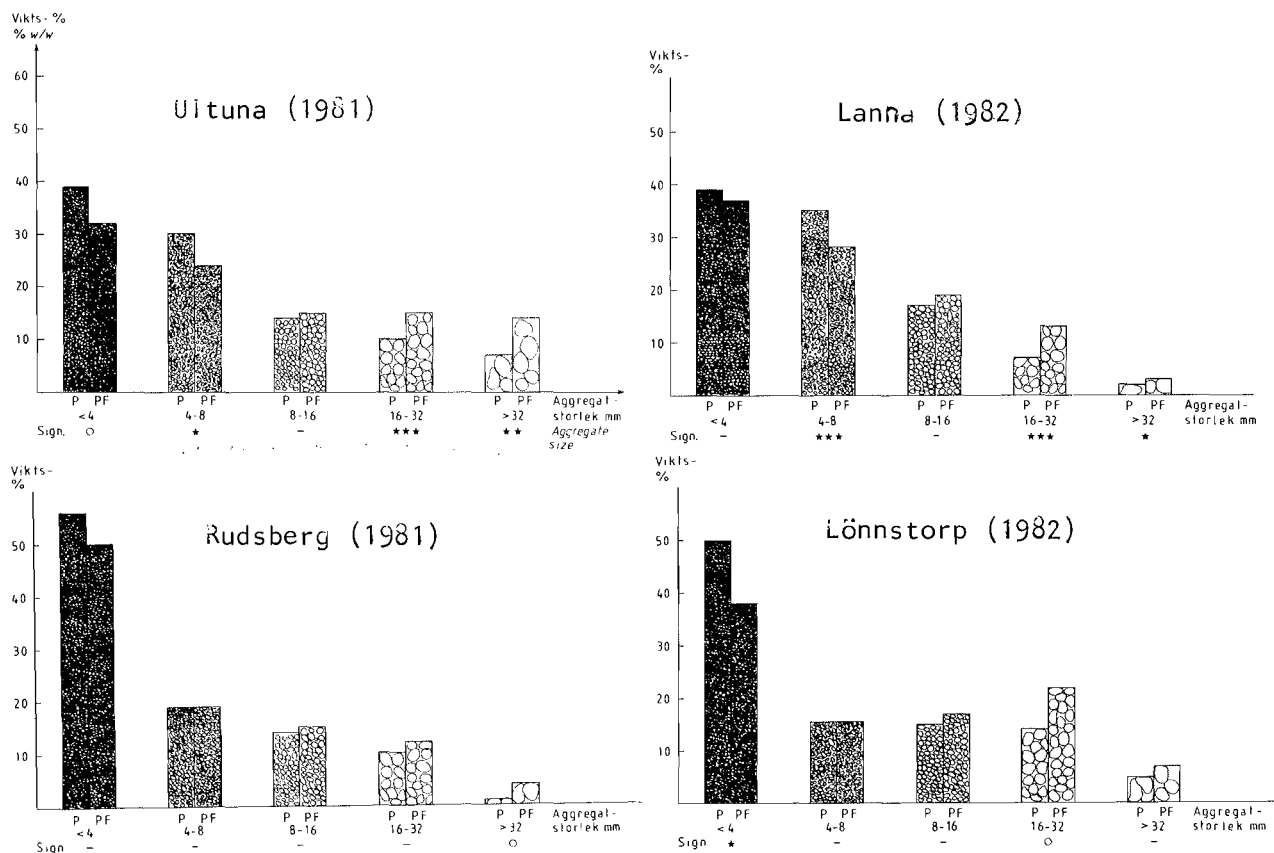 Vikts- %
% w/w
60
50
40
30
20
10
Ultuna (1981)
P PF P PF P PF P PF P PF Aggregat-
<4 4-8 8-16 16-32 >32 storlek mm
Sign. ○ ★ – ★★★ ★★ Aggregate
size
Vikts-
%
50
40
30
20
10
Lanna (1982)
P PF P PF P PF P PF P PF Aggregat-
<4 4-8 8-16 16-32 >32 storlek mm
Sign. – ★★★ – ★★★ ★
Vikts-
%
50
40
30
20
10
Rudsberg (1981)
P PF P PF P PF P PF P PF Aggregat-
<4 4-8 8-16 16-32 >32 storlek mm
Sign – – – – ○
Vikts-
%
50
40
30
20
10
Lönnstorp (1982)
P PF P PF P PF P PF P PF Aggregat-
<4 4-8 8-16 16-32 >32 storlek mm
Sign ★ – – ○ –